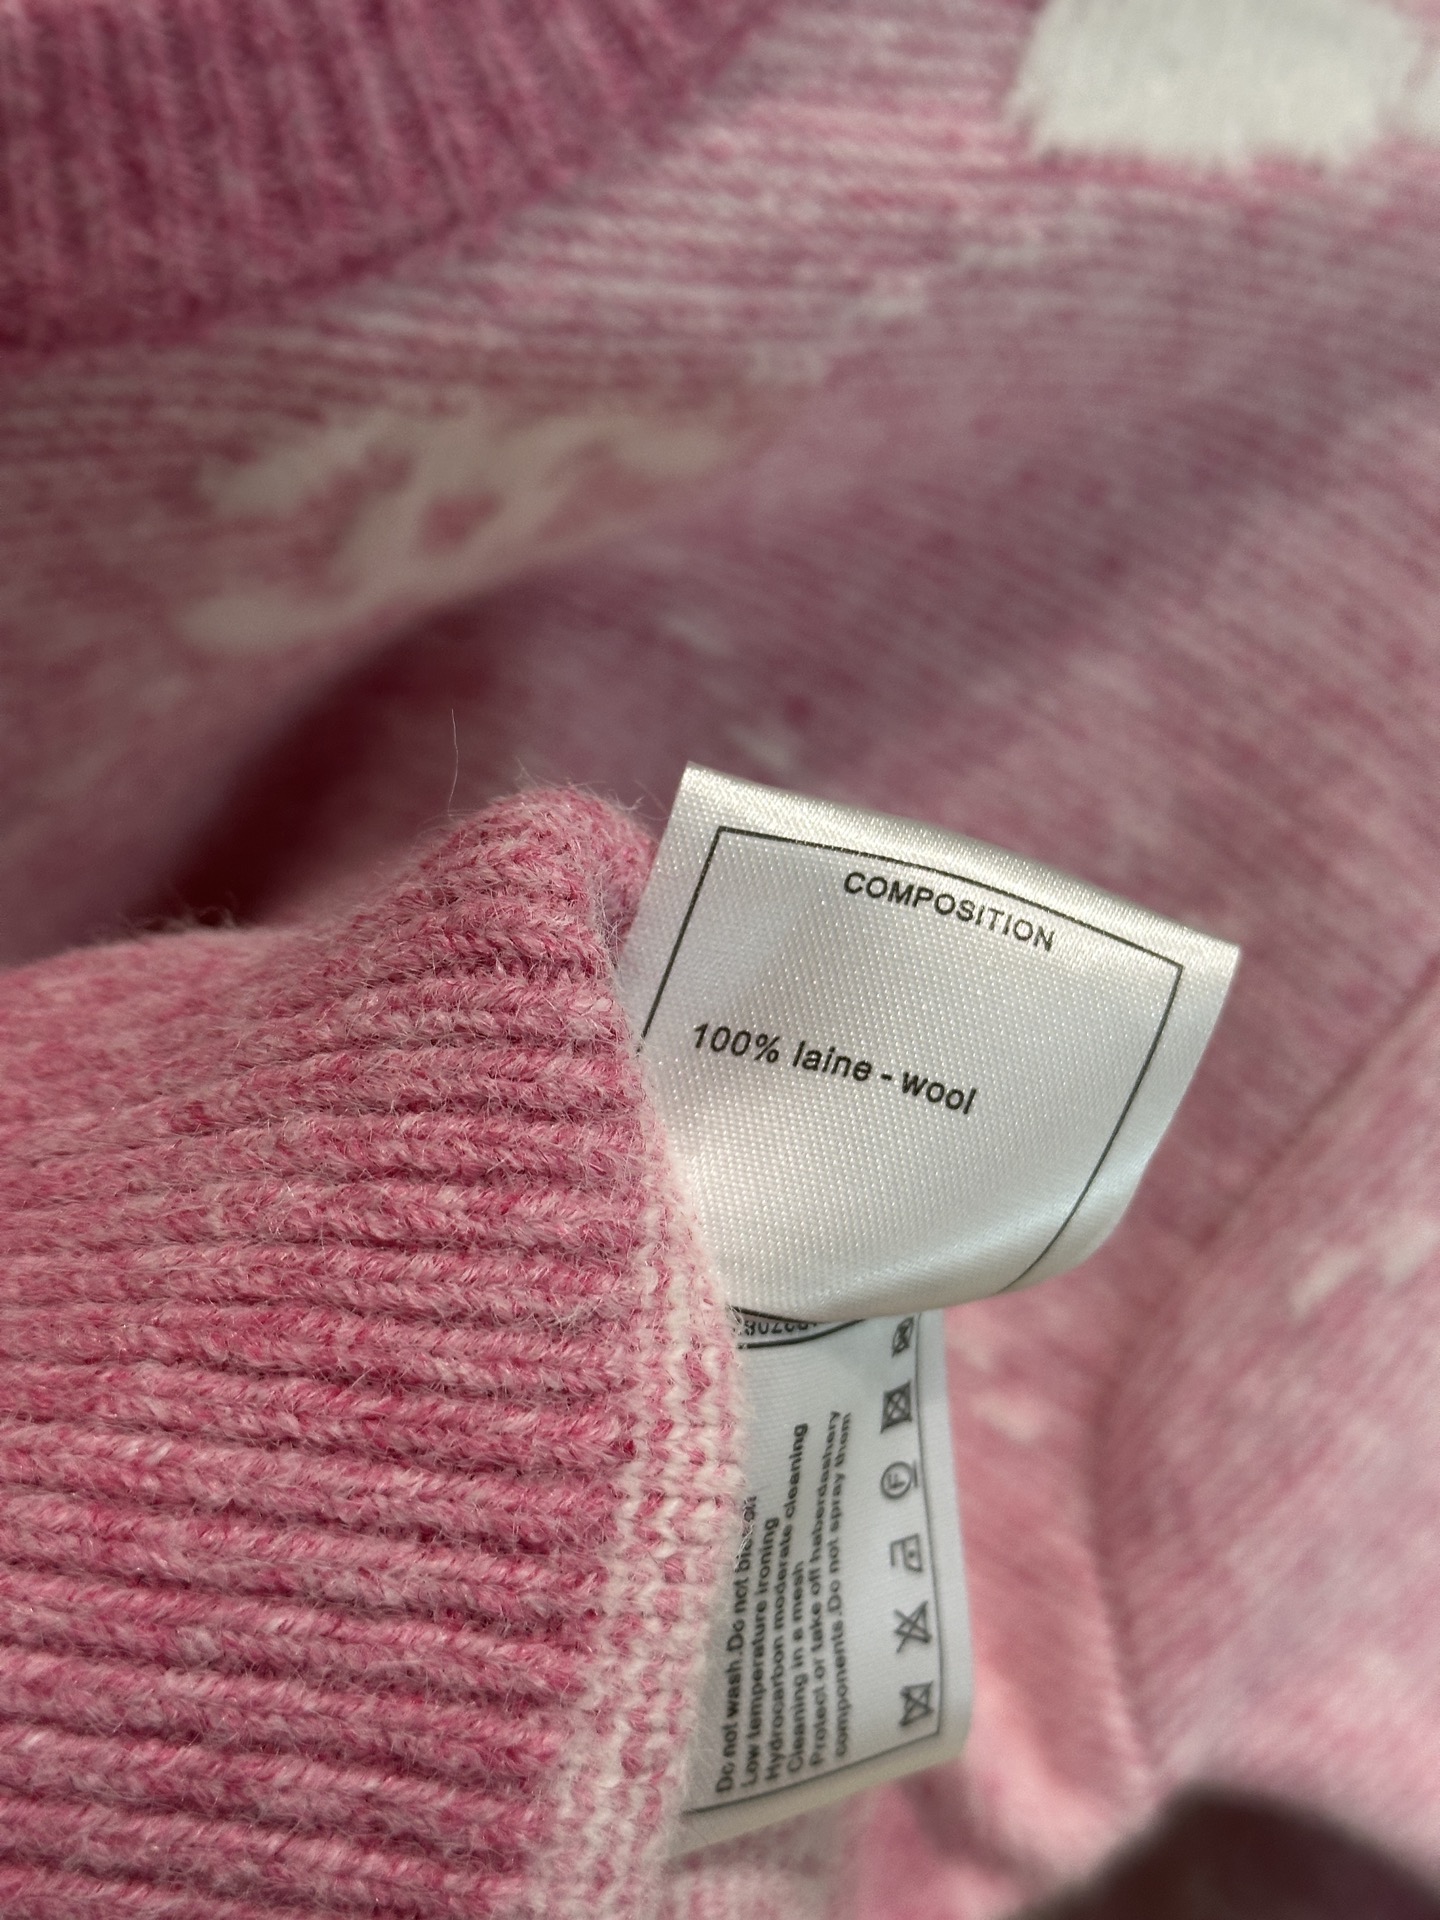 COMPOSITION
100% laine - wool
Do not wash.Do not bleach
Low temperature ironing
Hydrocarbon moderate cleaning
Cleaning in a mesh
Protect or take off haberdashery
components.Do not spray them
F